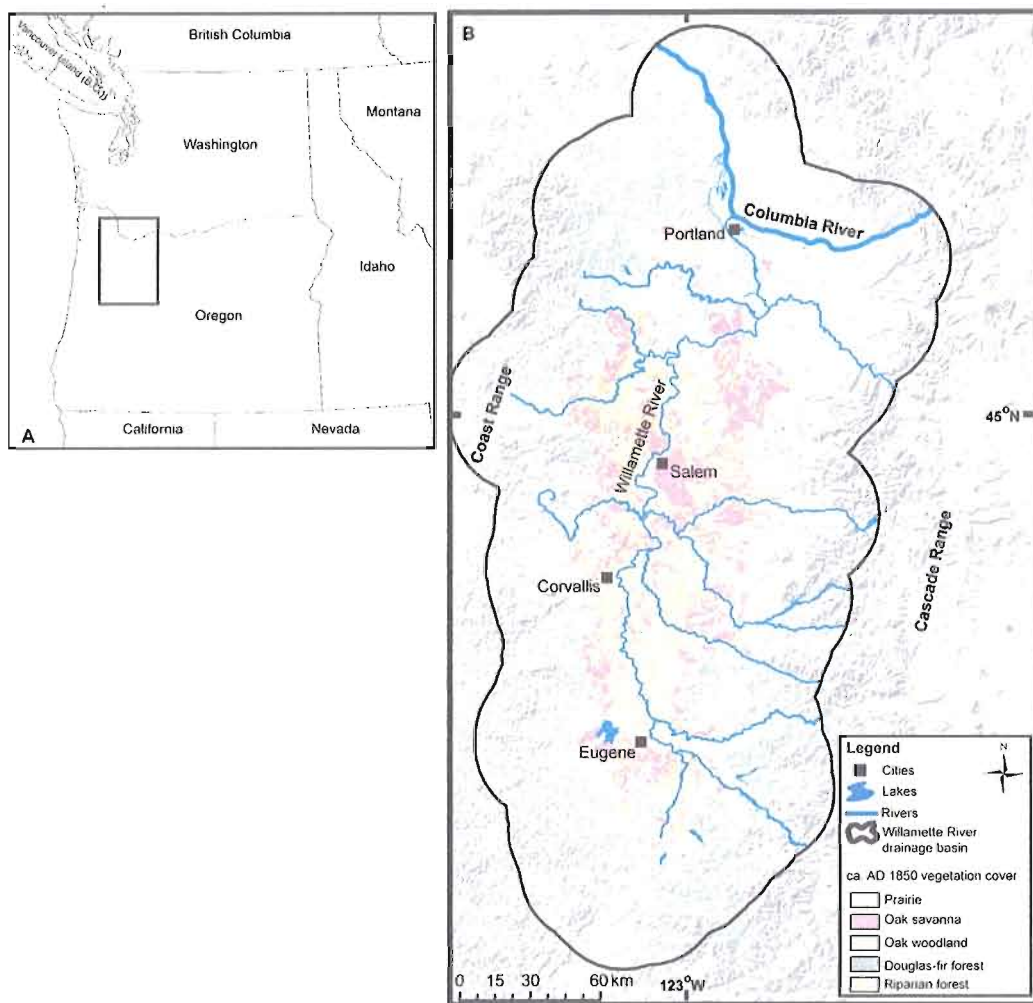 British Columbia
Vancouver Island (B.C.)
Montana
Washington
Idaho
Oregon
California
Nevada
A
B
Columbia River
Portland
Coast Range
Willamette River
45°N
Salem
Cascade Range
Corvallis
Eugene
Legend
N
Cities
Lakes
Rivers
Willamette River
drainage basin
ca. AD 1850 vegetation cover
Prairie
Oak savanna
Oak woodland
Douglas-fir forest
Riparian forest
0 15 30 60 km
123°W